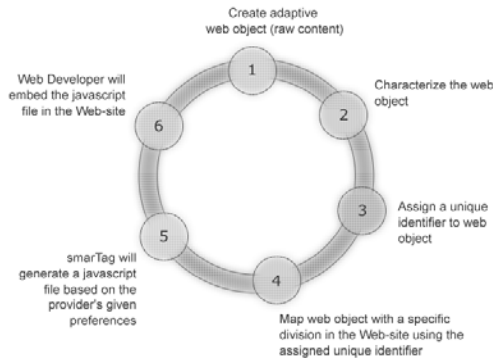 Create adaptive
web object (raw content)
1
Characterize the web
object
2
Assign a unique
identifier to web
object
3
Map web object with a specific
division in the Web-site using the
assigned unique identifier
4
smarTag will
generate a javascript
file based on the
provider's given
preferences
5
Web Developer will
embed the javascript
file in the Web-site
6